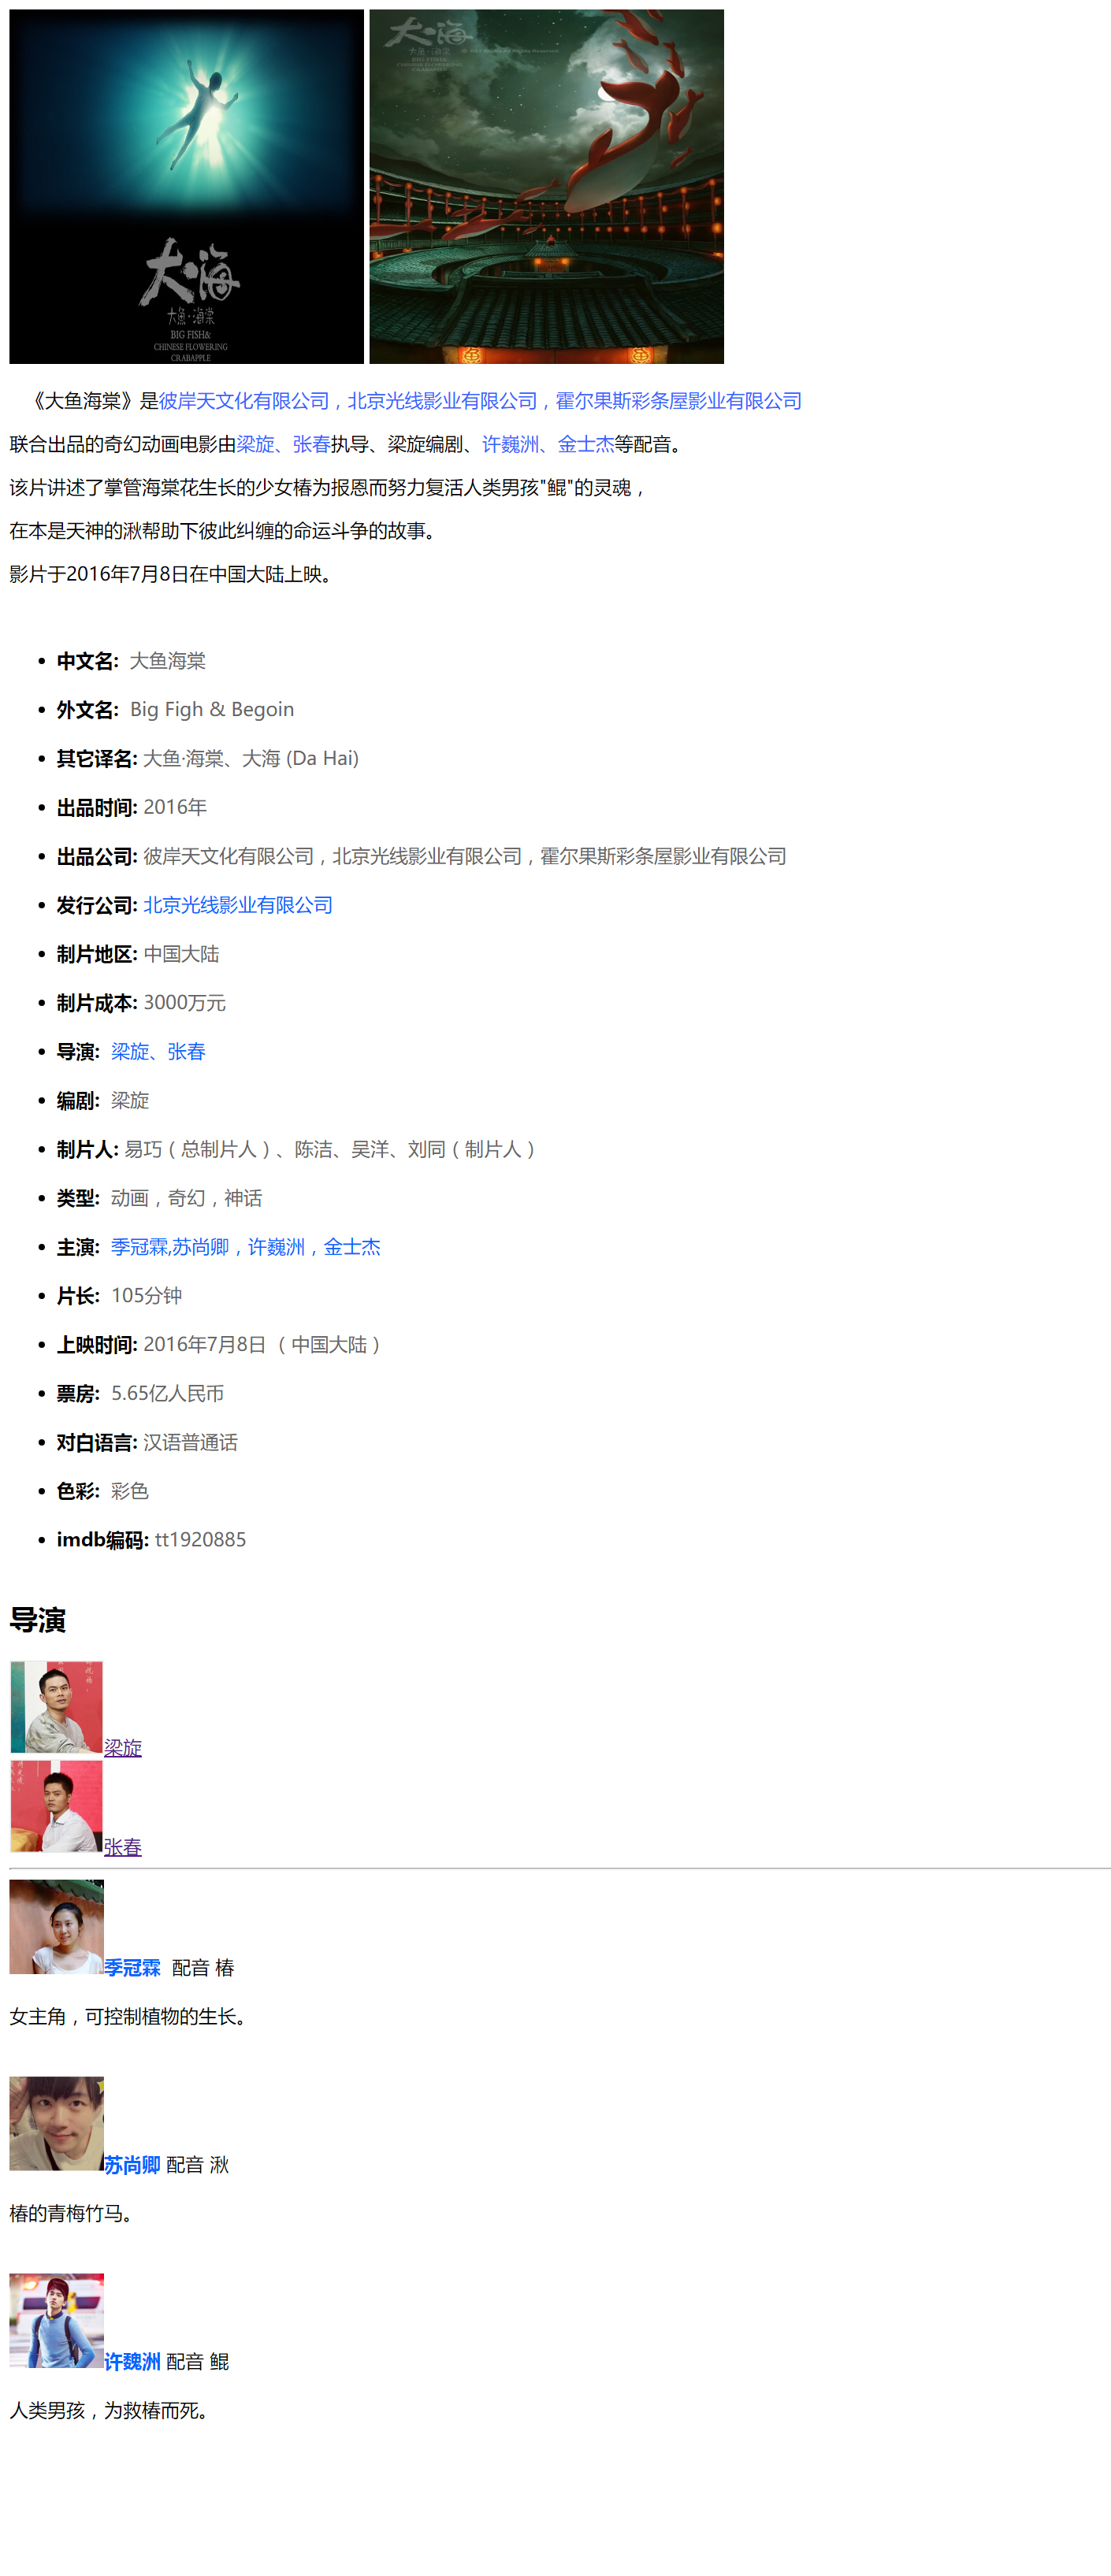 大海
大鱼·海棠
BIG FISH&
CHINESE FLOWERING
CRABAPPLE
大海
大鱼·海棠
BIG FISH&
CHINESE FLOWERING
CRABAPPLE
《大鱼海棠》是彼岸天文化有限公司，北京光线影业有限公司，霍尔果斯彩条屋影业有限公司
联合出品的奇幻动画电影由梁旋、张春执导、梁旋编剧、许巍洲、金士杰等配音。
该片讲述了掌管海棠花生长的少女椿为报恩而努力复活人类男孩"鲲"的灵魂，
在本是天神的湫帮助下彼此纠缠的命运斗争的故事。
影片于2016年7月8日在中国大陆上映。
• 中文名: 大鱼海棠
• 外文名: Big Figh & Begoin
• 其它译名: 大鱼·海棠、大海 (Da Hai)
• 出品时间: 2016年
• 出品公司: 彼岸天文化有限公司，北京光线影业有限公司，霍尔果斯彩条屋影业有限公司
• 发行公司: 北京光线影业有限公司
• 制片地区: 中国大陆
• 制片成本: 3000万元
• 导演: 梁旋、张春
• 编剧: 梁旋
• 制片人: 易巧（总制片人）、陈洁、吴洋、刘同（制片人）
• 类型: 动画，奇幻，神话
• 主演: 季冠霖,苏尚卿，许巍洲，金士杰
• 片长: 105分钟
• 上映时间: 2016年7月8日 （中国大陆）
• 票房: 5.65亿人民币
• 对白语言: 汉语普通话
• 色彩: 彩色
• imdb编码: tt1920885
导演
梁旋
张春
季冠霖 配音 椿
女主角，可控制植物的生长。
苏尚卿 配音 湫
椿的青梅竹马。
许魏洲 配音 鲲
人类男孩，为救椿而死。